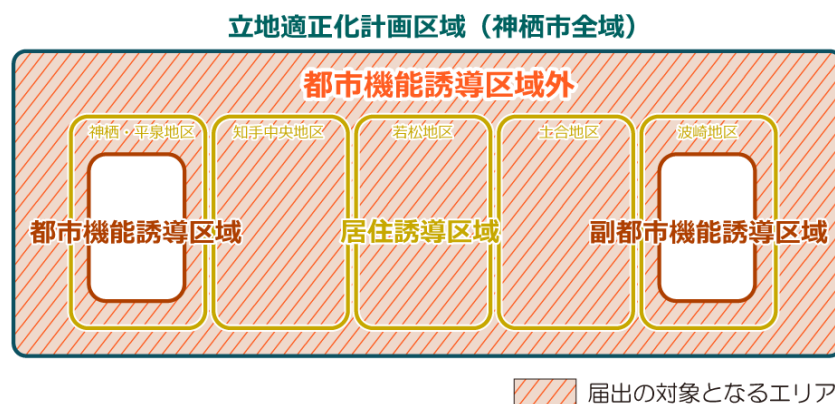 立地適正化計画区域（神栖市全域）
都市機能誘導区域外
神栖・平泉地区
知手中央地区
若松地区
土合地区
波崎地区
都市機能誘導区域
居住誘導区域
副都市機能誘導区域
届出の対象となるエリア